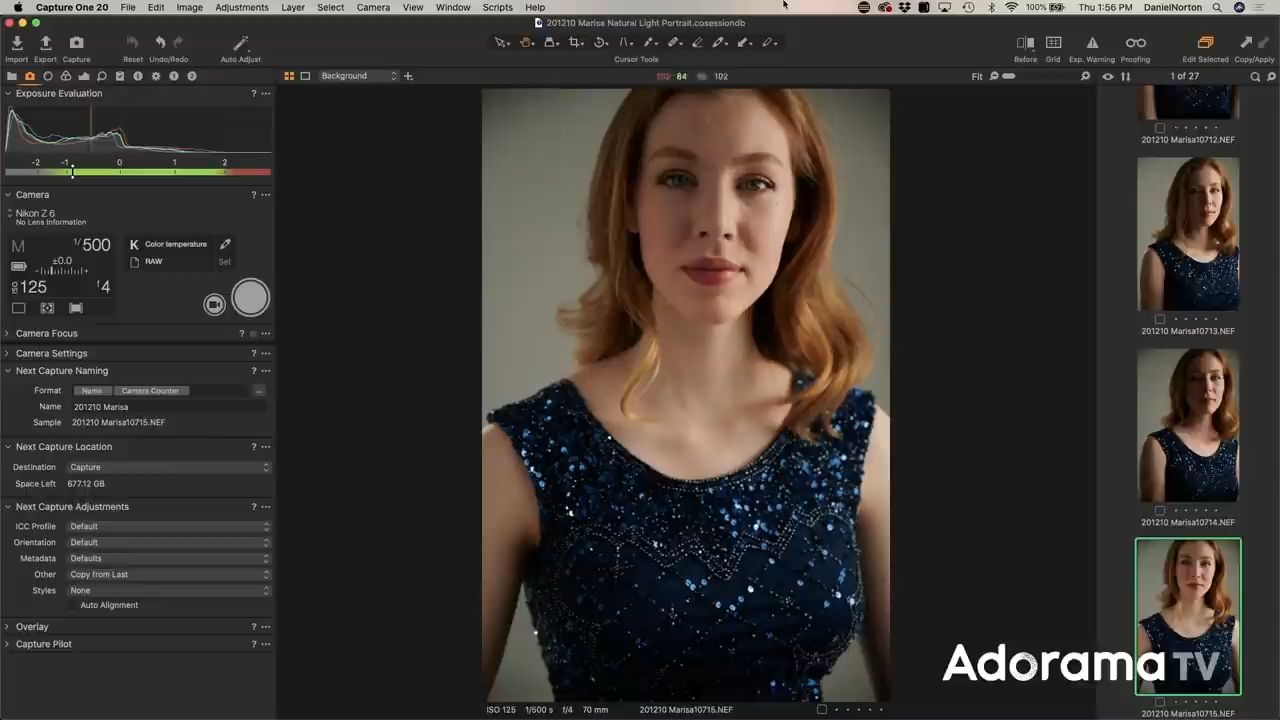 Capture One 20 File Edit Image Adjustments Layer Select Camera View Window Scripts Help 100% Thu 1:56 PM DanielNorton
201210 Marisa Natural Light Portrait.cosessiondb
Import Export Capture Reset Undo/Redo Auto Adjust Cursor Tools Before Grid Exp. Warning Proofing Edit Selected Copy/Apply
Background 84 102 Fit 1 of 27
Exposure Evaluation ?
-2 -1 0 1 2
Camera ?
Nikon Z 6
No Lens Information
M 1/500 K Color temperature
±0.0 RAW Set
ISO 125 f4
Camera Focus ?
Camera Settings ?
Next Capture Naming ?
Format Name Camera Counter ...
Name 201210 Marisa
Sample 201210 Marisa10715.NEF
Next Capture Location ?
Destination Capture
Space Left 677.12 GB
Next Capture Adjustments ?
ICC Profile Default
Orientation Default
Metadata Defaults
Other Copy from Last
Styles None
Auto Alignment
Overlay ?
Capture Pilot ?
ISO 125 1/500 s f/4 70 mm 201210 Marisa10715.NEF
201210 Marisa10712.NEF
201210 Marisa10713.NEF
201210 Marisa10714.NEF
Adorama TV
201210 Marisa10715.NEF